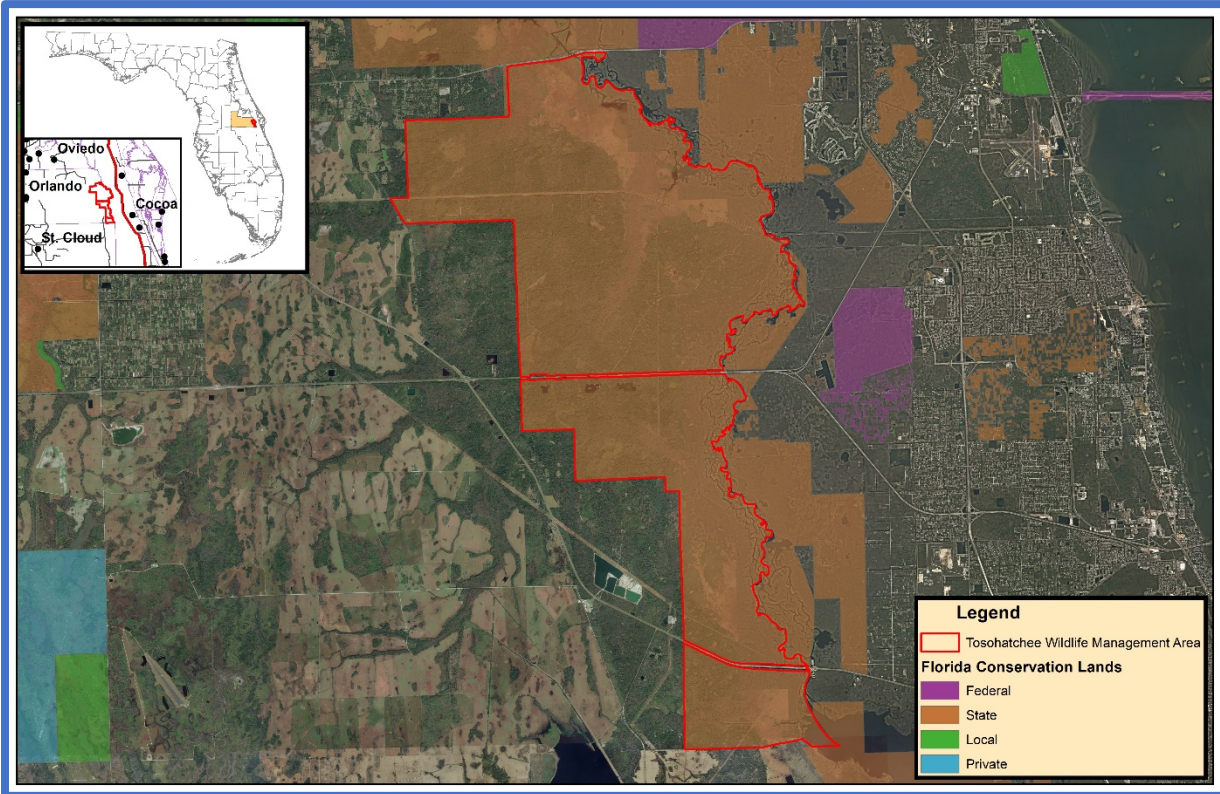 Oviedo
Orlando
Cocoa
St. Cloud
Legend
Tosohatchee Wildlife Management Area
Florida Conservation Lands
Federal
State
Local
Private